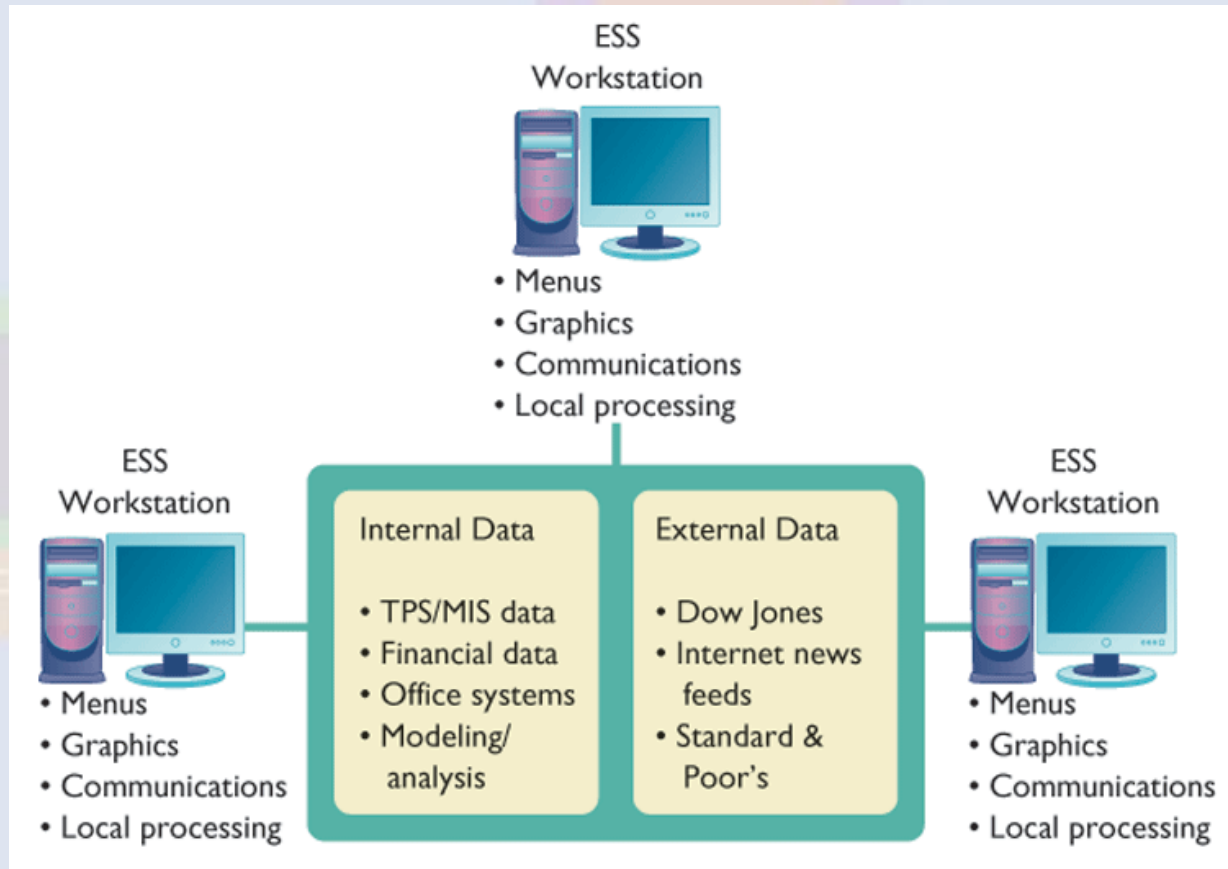 ESS
Workstation
• Menus
• Graphics
• Communications
• Local processing
ESS
Workstation
• Menus
• Graphics
• Communications
• Local processing
Internal Data
• TPS/MIS data
• Financial data
• Office systems
• Modeling/
analysis
External Data
• Dow Jones
• Internet news
feeds
• Standard &
Poor's
ESS
Workstation
• Menus
• Graphics
• Communications
• Local processing